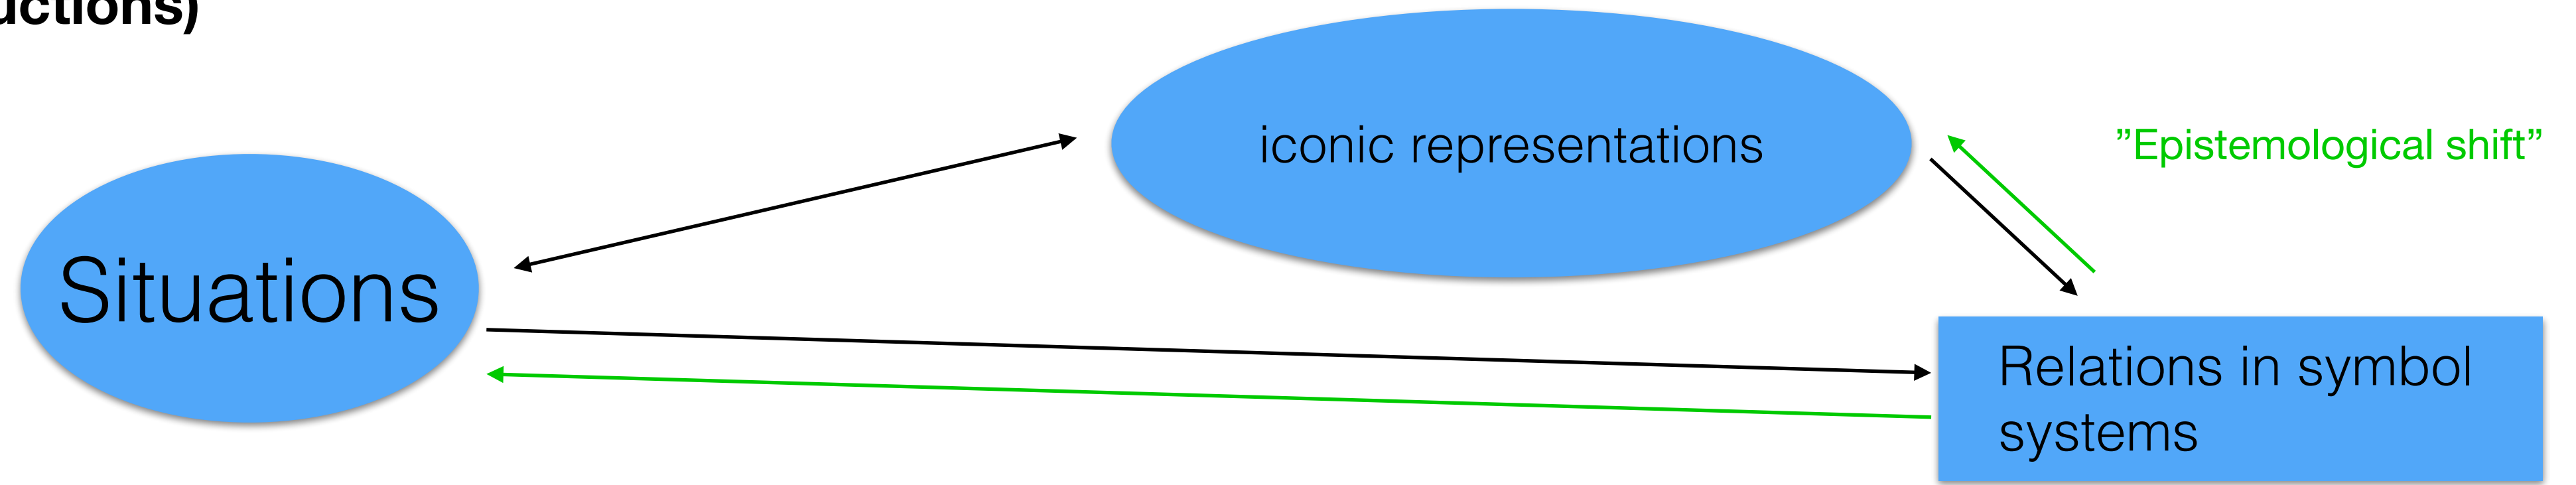 uctions)
iconic representations
”Epistemological shift”
Situations
Relations in symbol
systems